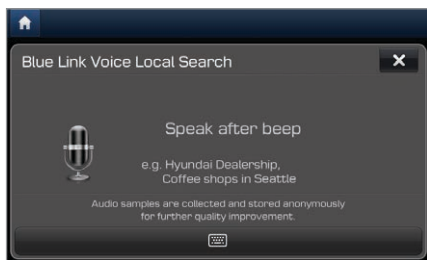 Blue Link Voice Local Search
Speak after beep
e.g. Hyundai Dealership,
Coffee shops in Seattle
Audio samples are collected and stored anonymously
for further quality improvement.